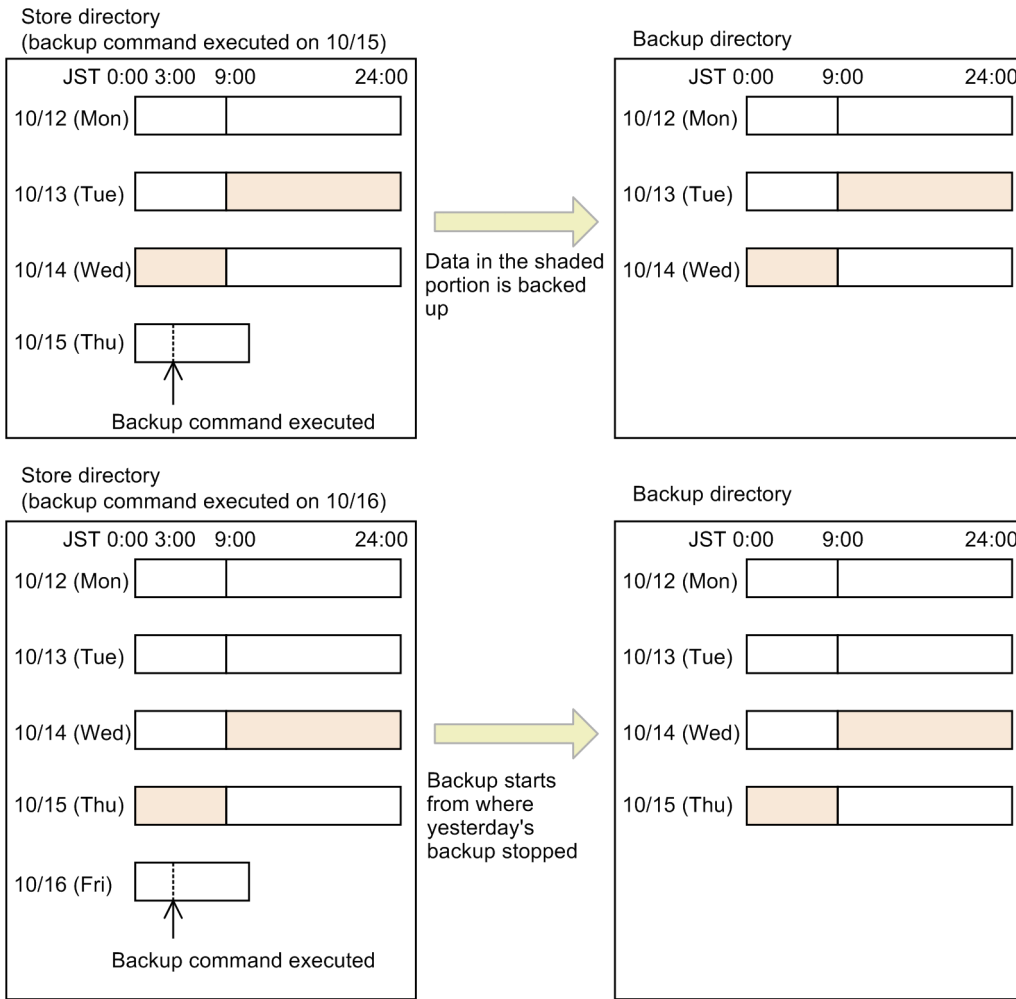 Store directory
(backup command executed on 10/15)
Backup directory
JST 0:00 3:00 9:00 24:00
JST 0:00 9:00 24:00
10/12 (Mon)
10/12 (Mon)
10/13 (Tue)
10/13 (Tue)
10/14 (Wed)
10/14 (Wed)
Data in the shaded
portion is backed
up
10/15 (Thu)
Backup command executed
Store directory
(backup command executed on 10/16)
Backup directory
JST 0:00 3:00 9:00 24:00
JST 0:00 9:00 24:00
10/12 (Mon)
10/12 (Mon)
10/13 (Tue)
10/13 (Tue)
10/14 (Wed)
10/14 (Wed)
Backup starts
from where
yesterday's
backup stopped
10/15 (Thu)
10/15 (Thu)
10/16 (Fri)
Backup command executed